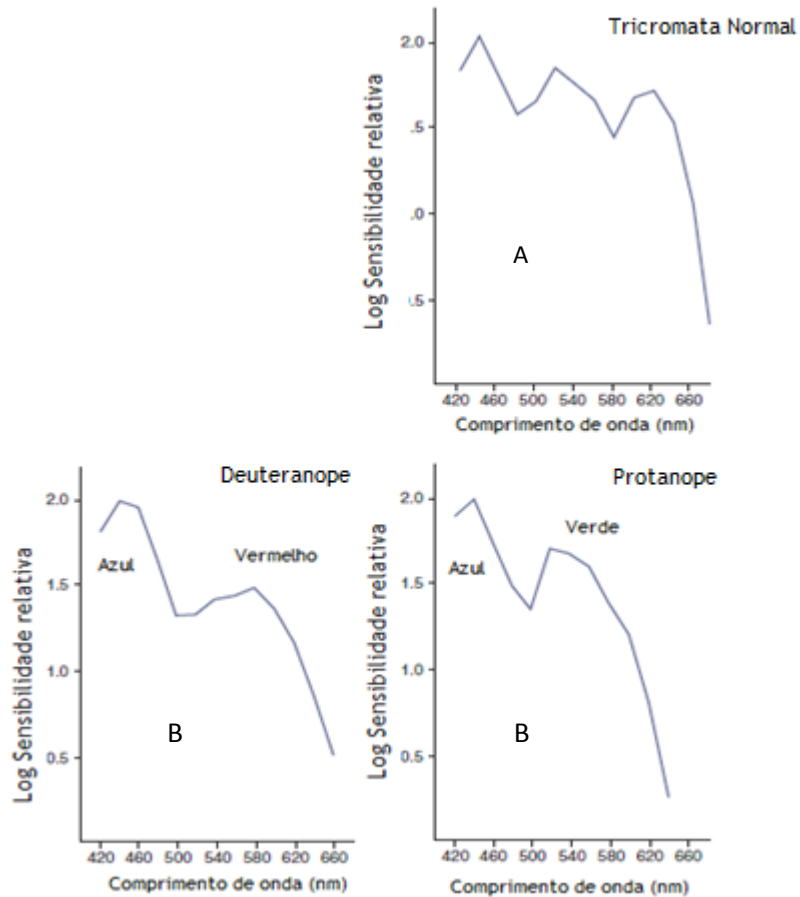 Tricromata Normal
Log Sensibilidade relativa
2.0
.5
.0
.5
A
420 460 500 540 580 620 660
Comprimento de onda (nm)
Deuteranope
Log Sensibilidade relativa
2.0
1.5
1.0
0.5
Azul
Vermelho
B
420 460 500 540 580 620 660
Comprimento de onda (nm)
Protanope
Log Sensibilidade relativa
2.0
1.5
1.0
0.5
Azul
Verde
B
420 460 500 540 580 620 660
Comprimento de onda (nm)